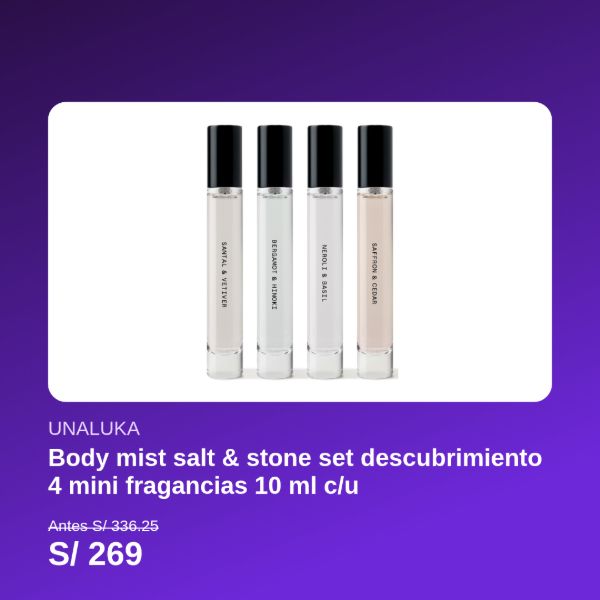 SANTAL & VETIVER
BERGAMOT & HINOKI
NEROLI & BASIL
SAFFRON & CEDAR
UNALUKA
Body mist salt & stone set descubrimiento
4 mini fragancias 10 ml c/u
Antes S/ 336.25
S/ 269